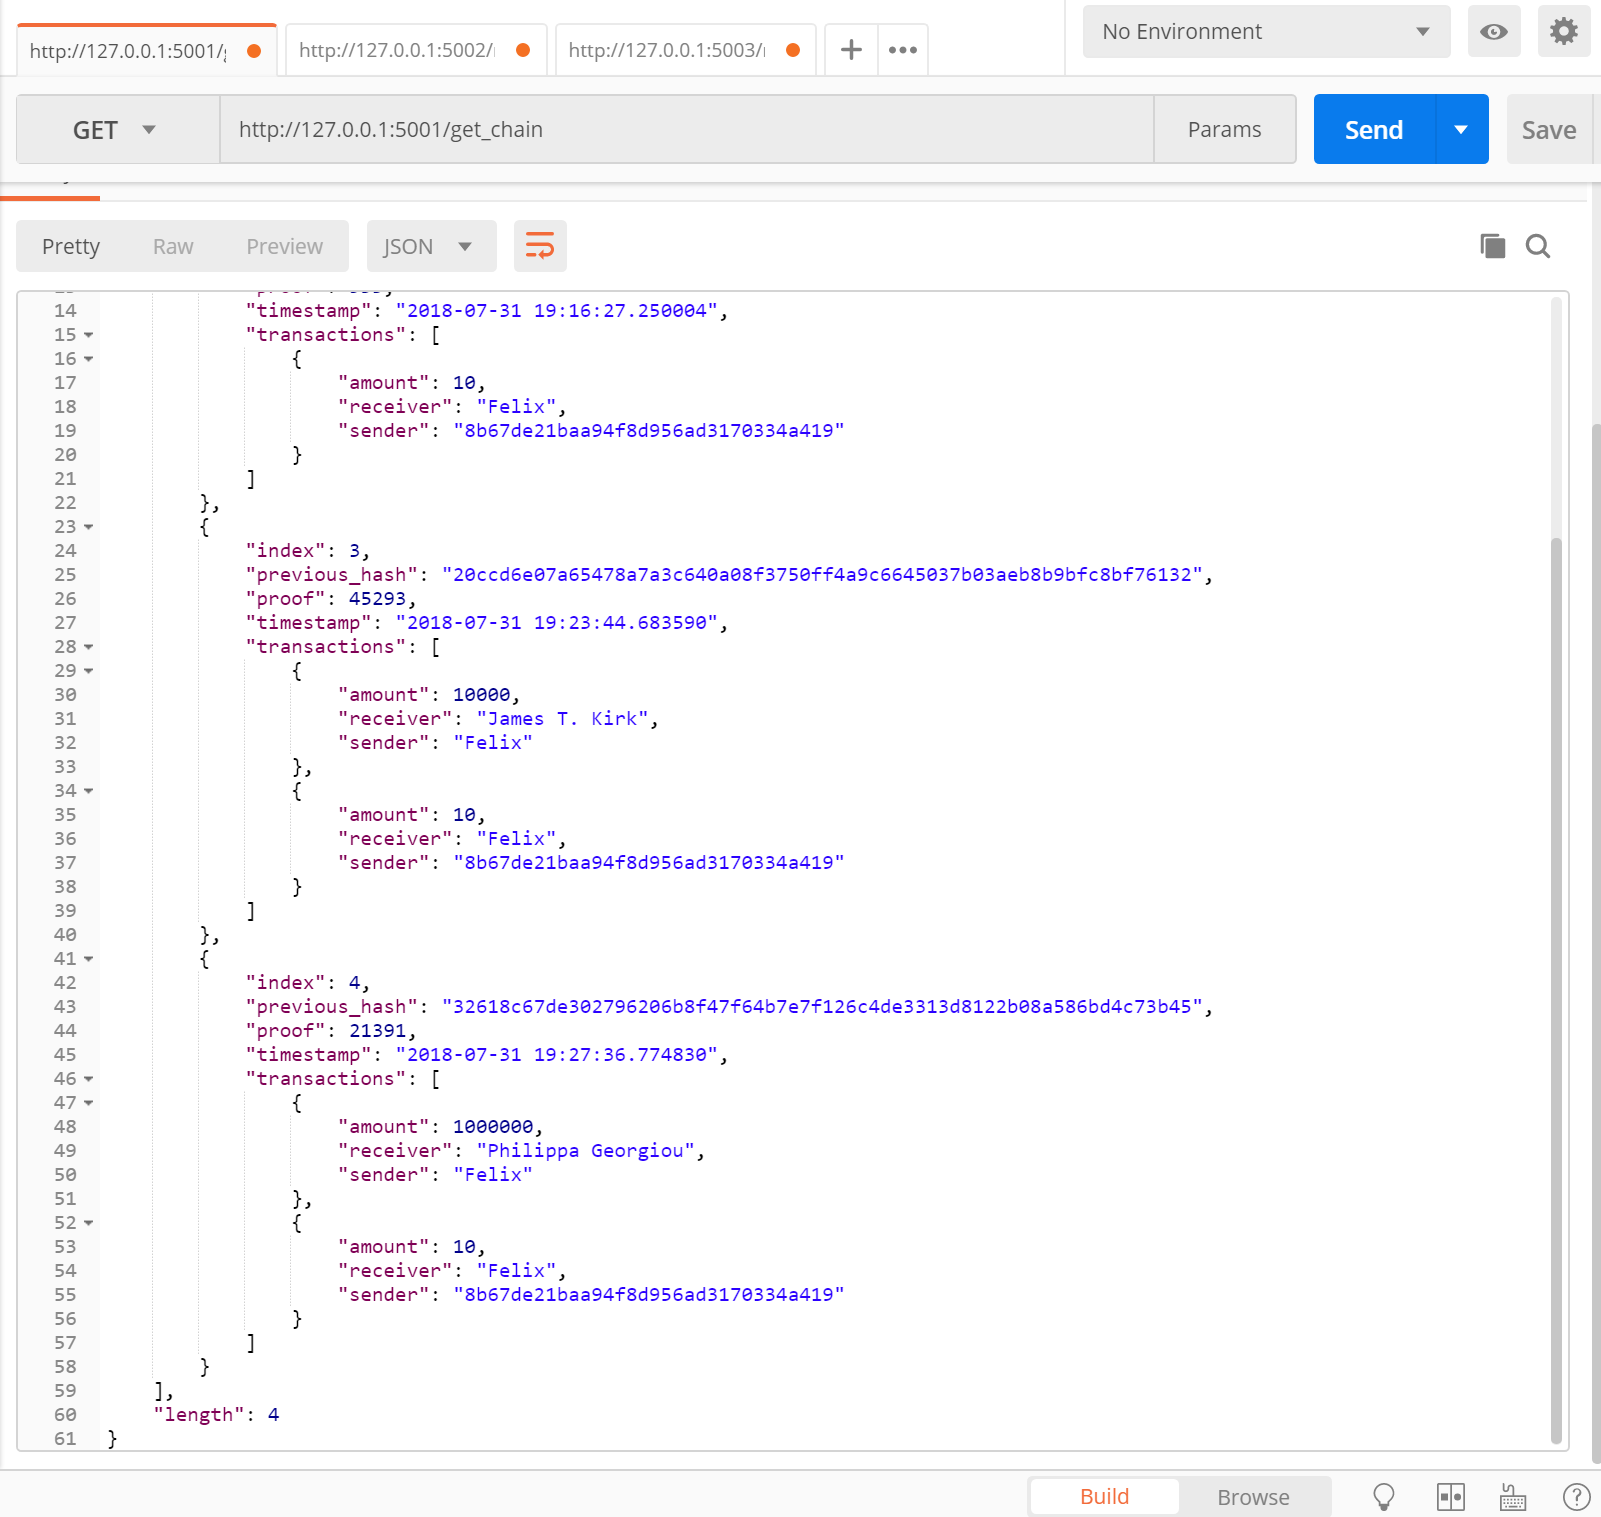 http://127.0.0.1:5001/g
http://127.0.0.1:5002/
http://127.0.0.1:5003/
No Environment
GET
http://127.0.0.1:5001/get_chain
Params
Send
Save
Pretty
Raw
Preview
JSON
14 "timestamp": "2018-07-31 19:16:27.250004",
15 "transactions": [
16 {
17 "amount": 10,
18 "receiver": "Felix",
19 "sender": "8b67de21baa94f8d956ad3170334a419"
20 }
21 ]
22 },
23 {
24 "index": 3,
25 "previous_hash": "20ccd6e07a65478a7a3c640a08f3750ff4a9c6645037b03aeb8b9bfc8bf76132",
26 "proof": 45293,
27 "timestamp": "2018-07-31 19:23:44.683590",
28 "transactions": [
29 {
30 "amount": 10000,
31 "receiver": "James T. Kirk",
32 "sender": "Felix"
33 },
34 {
35 "amount": 10,
36 "receiver": "Felix",
37 "sender": "8b67de21baa94f8d956ad3170334a419"
38 }
39 ]
40 },
41 {
42 "index": 4,
43 "previous_hash": "32618c67de302796206b8f47f64b7e7f126c4de3313d8122b08a586bd4c73b45",
44 "proof": 21391,
45 "timestamp": "2018-07-31 19:27:36.774830",
46 "transactions": [
47 {
48 "amount": 1000000,
49 "receiver": "Philippa Georgiou",
50 "sender": "Felix"
51 },
52 {
53 "amount": 10,
54 "receiver": "Felix",
55 "sender": "8b67de21baa94f8d956ad3170334a419"
56 }
57 ]
58 }
59 ],
60 "length": 4
61 }
Build
Browse